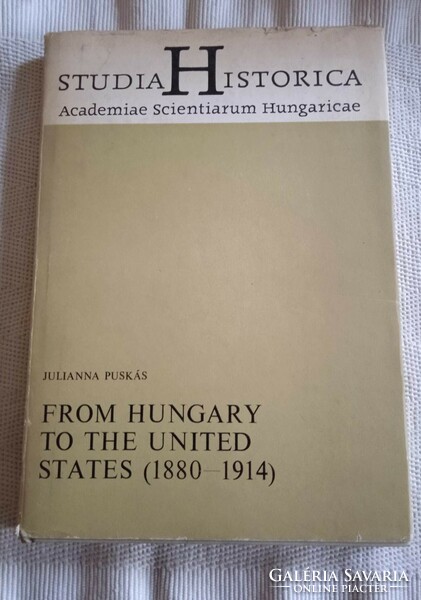 STUDIA HISTORICA
Academiae Scientiarum Hungaricae
JULIANNA PUSKÁS
FROM HUNGARY
TO THE UNITED
STATES (1880–1914)
GALÉRIA SAVARIA
ONLINE PIACTÉR